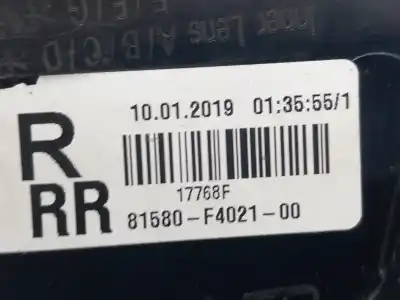 Inner Lens A/B/C/D
R
10.01.2019 01:35:55/1
17768F
RR 81580-F4021-00